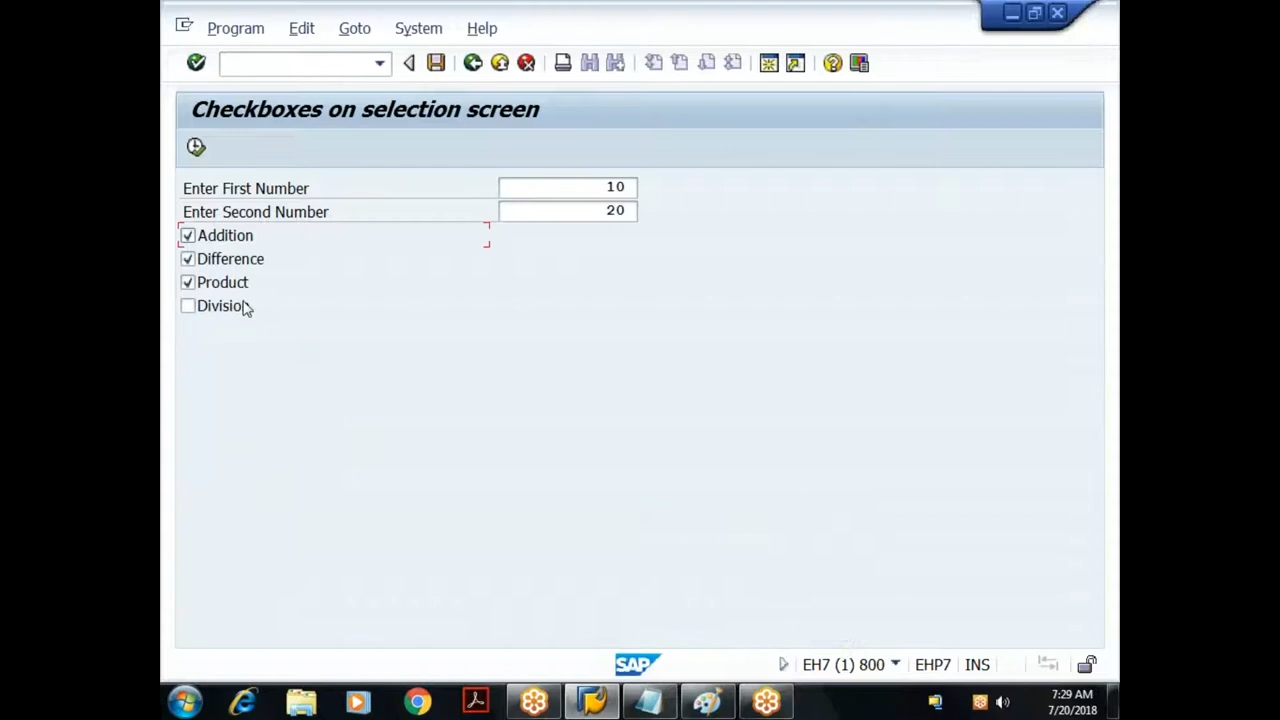 Program Edit Goto System Help
Checkboxes on selection screen
Enter First Number 10
Enter Second Number 20
Addition
Difference
Product
Division
SAP EH7 (1) 800 EHP7 INS
7:29 AM
7/20/2018